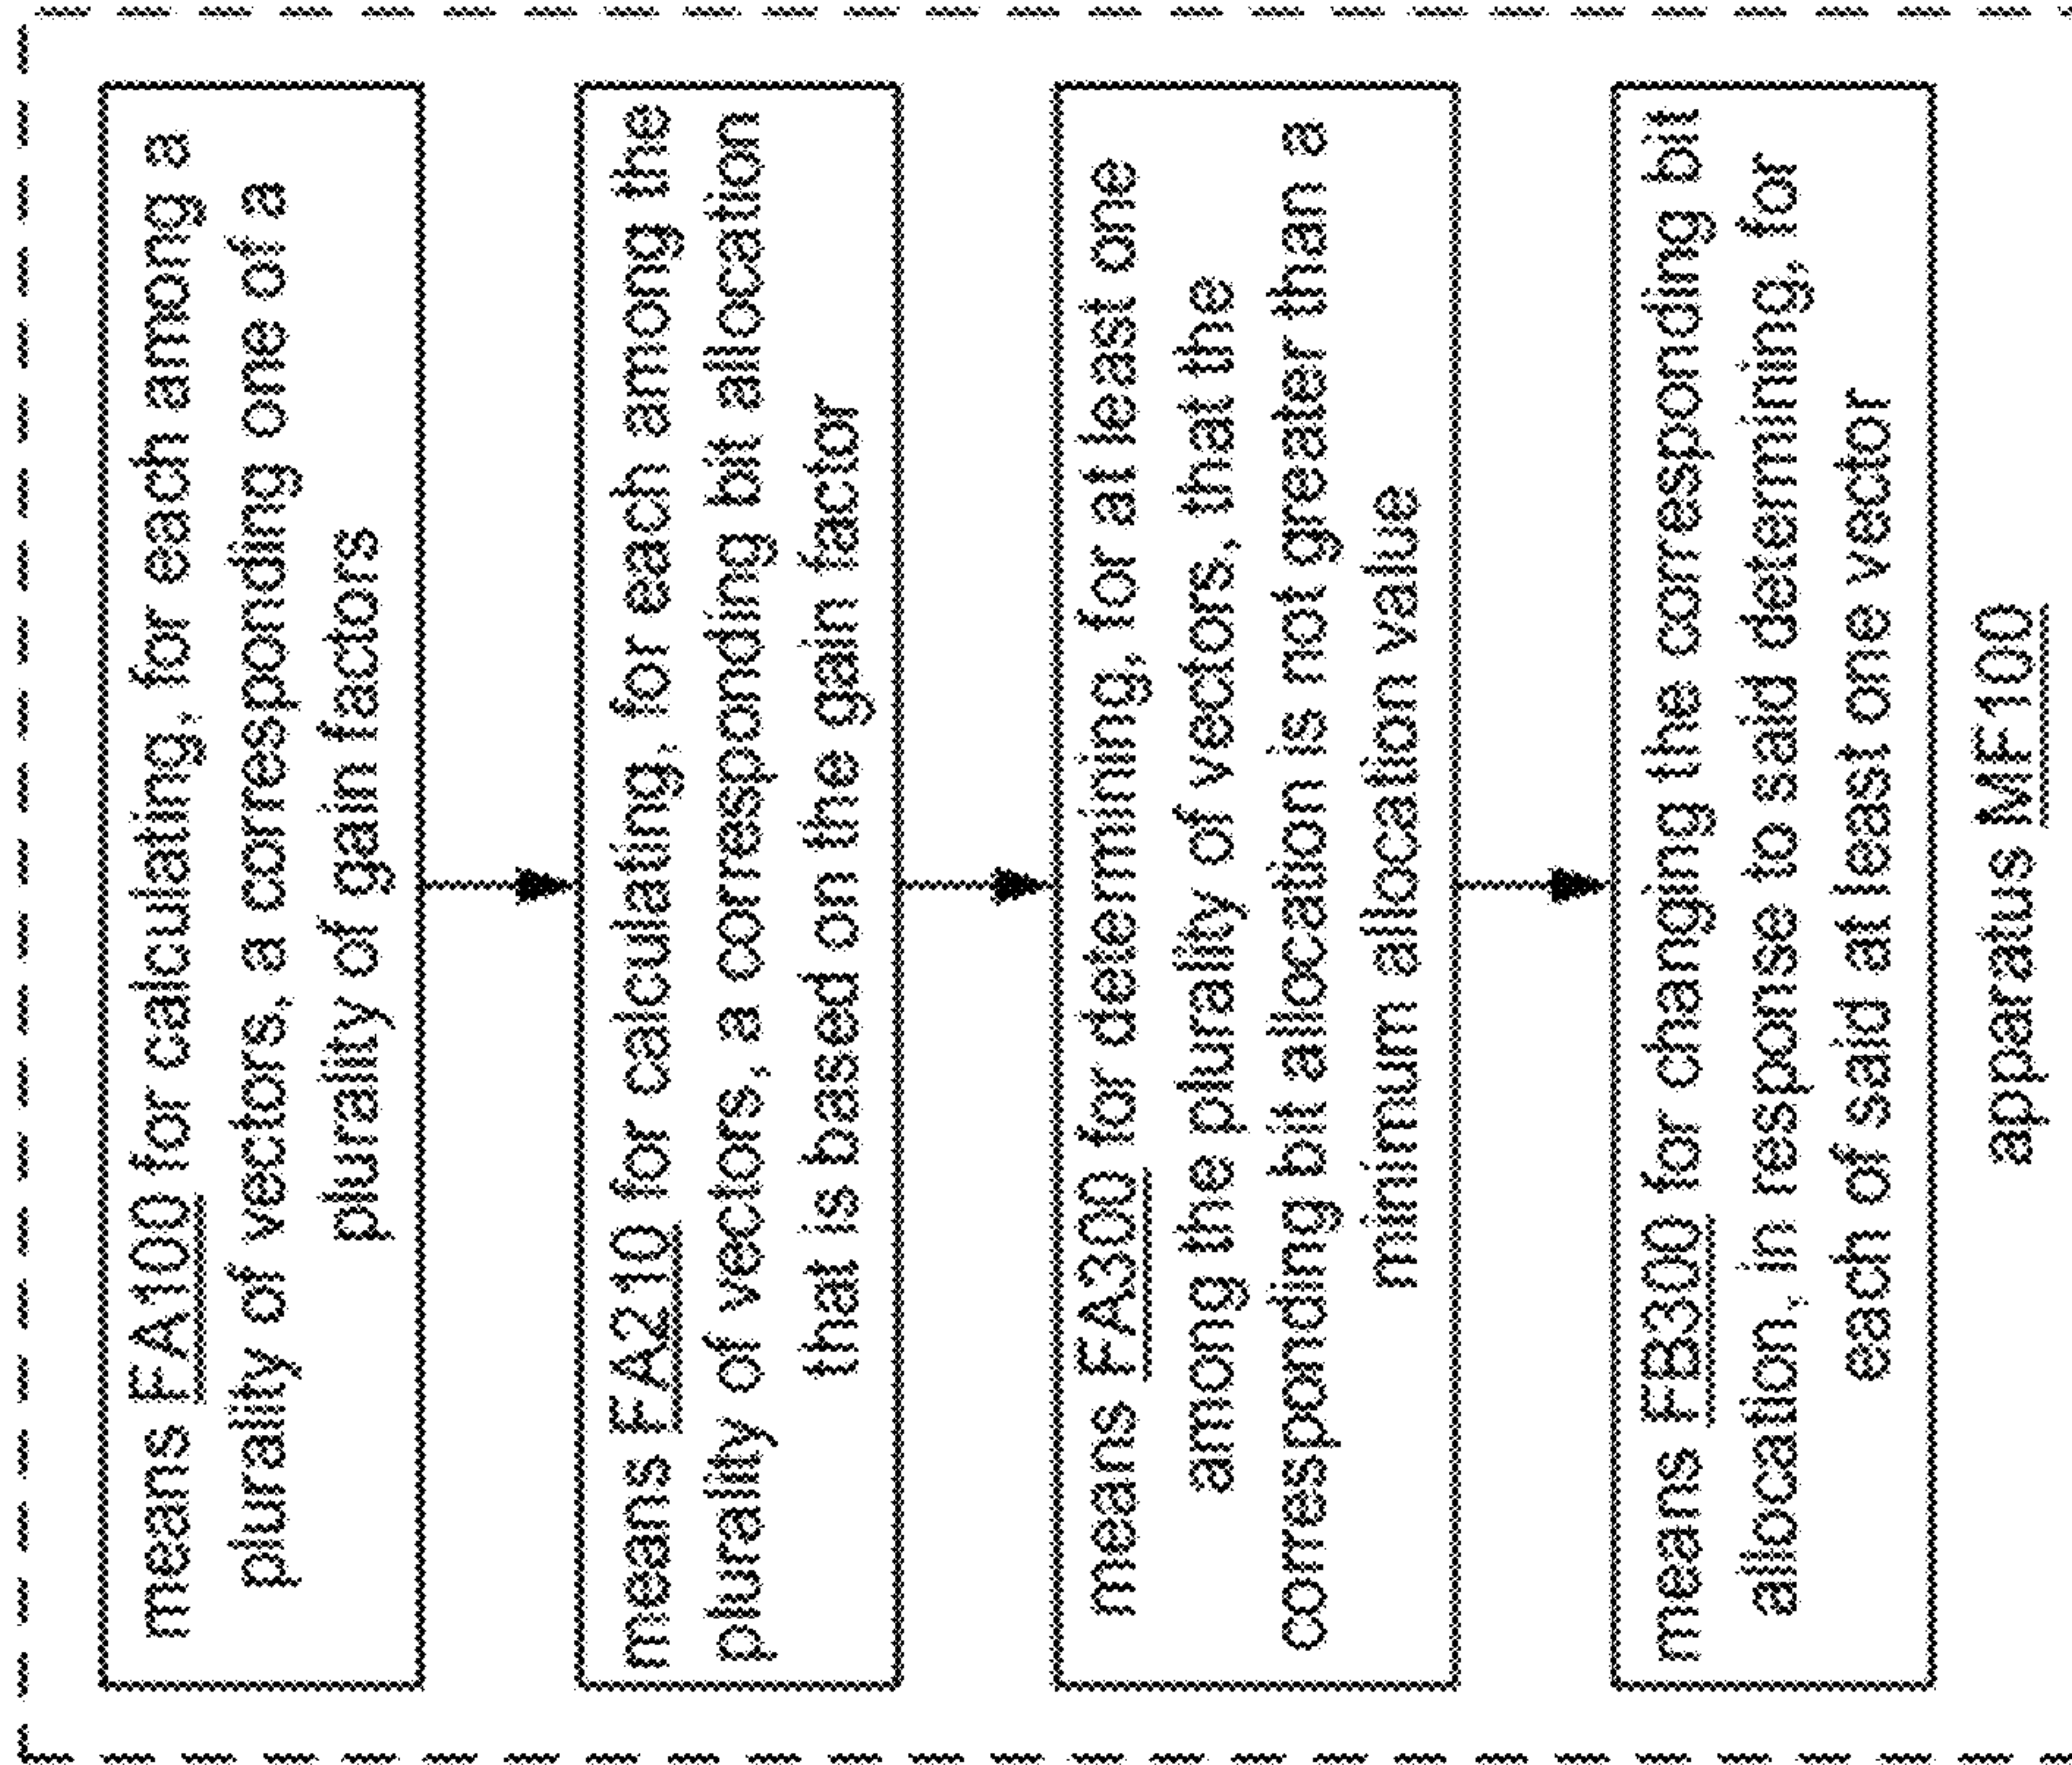 means FA100 for calculating, for each among a
plurality of vectors, a corresponding one of a
plurality of gain factors
means FA210 for calculating, for each among the
plurality of vectors, a corresponding bit allocation
that is based on the gain factor
means FA300 for determining, for at least one
among the plurality of vectors, that the
corresponding bit allocation is not greater than a
minimum allocation value
means FB300 for changing the corresponding bit
allocation, in response to said determining, for
each of said at least one vector
apparatus MF100